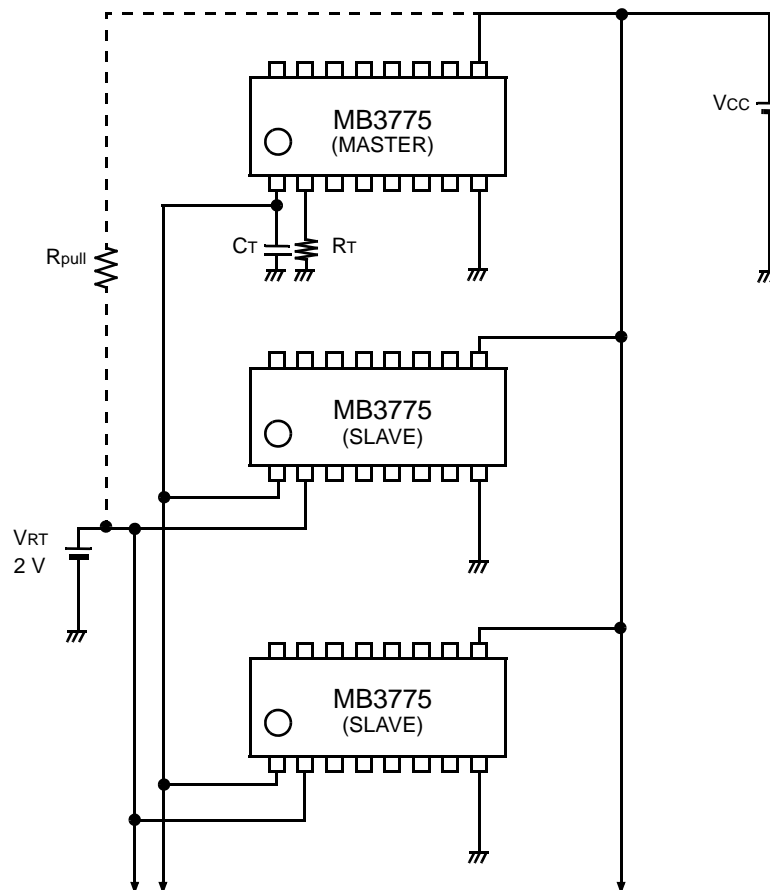 MB3775
(MASTER)
VCC
Rpull
CT
RT
MB3775
(SLAVE)
VRT
2 V
MB3775
(SLAVE)